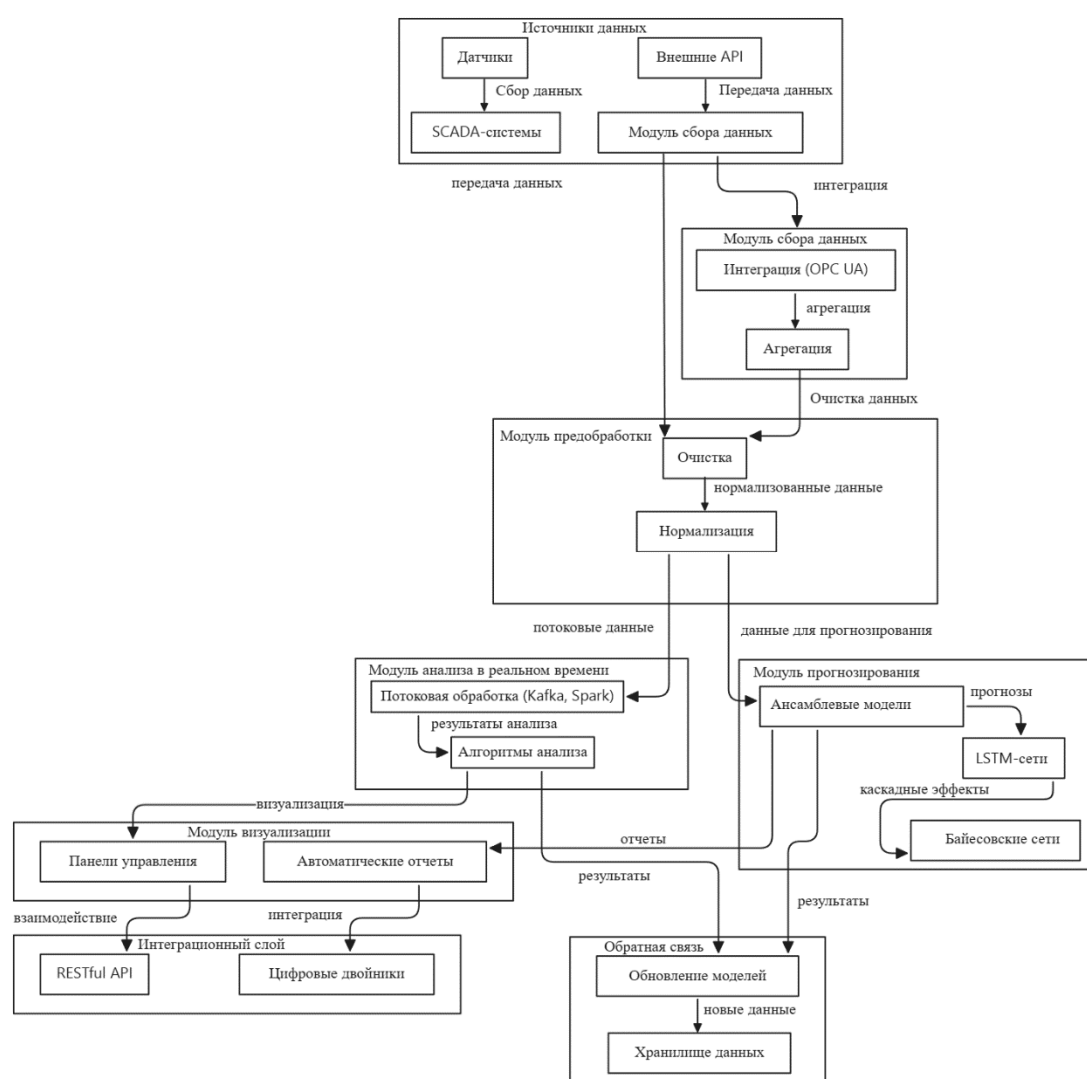 Источники данных
Датчики
Внешние API
Сбор данных
Передача данных
SCADA-системы
Модуль сбора данных
передача данных
интеграция
Модуль сбора данных
Интеграция (OPC UA)
агрегация
Агрегация
Очистка данных
Модуль предобработки
Очистка
нормализованные данные
Нормализация
потоковые данные
данные для прогнозирования
Модуль анализа в реальном времени
Потоковая обработка (Kafka, Spark)
результаты анализа
Алгоритмы анализа
Модуль прогнозирования
прогнозы
Ансамблевые модели
LSTM-сети
каскадные эффекты
Байесовские сети
визуализация
Модуль визуализации
отчеты
Панели управления
Автоматические отчеты
результаты
взаимодействие
интеграция
результаты
Интеграционный слой
RESTful API
Цифровые двойники
Обратная связь
Обновление моделей
новые данные
Хранилище данных